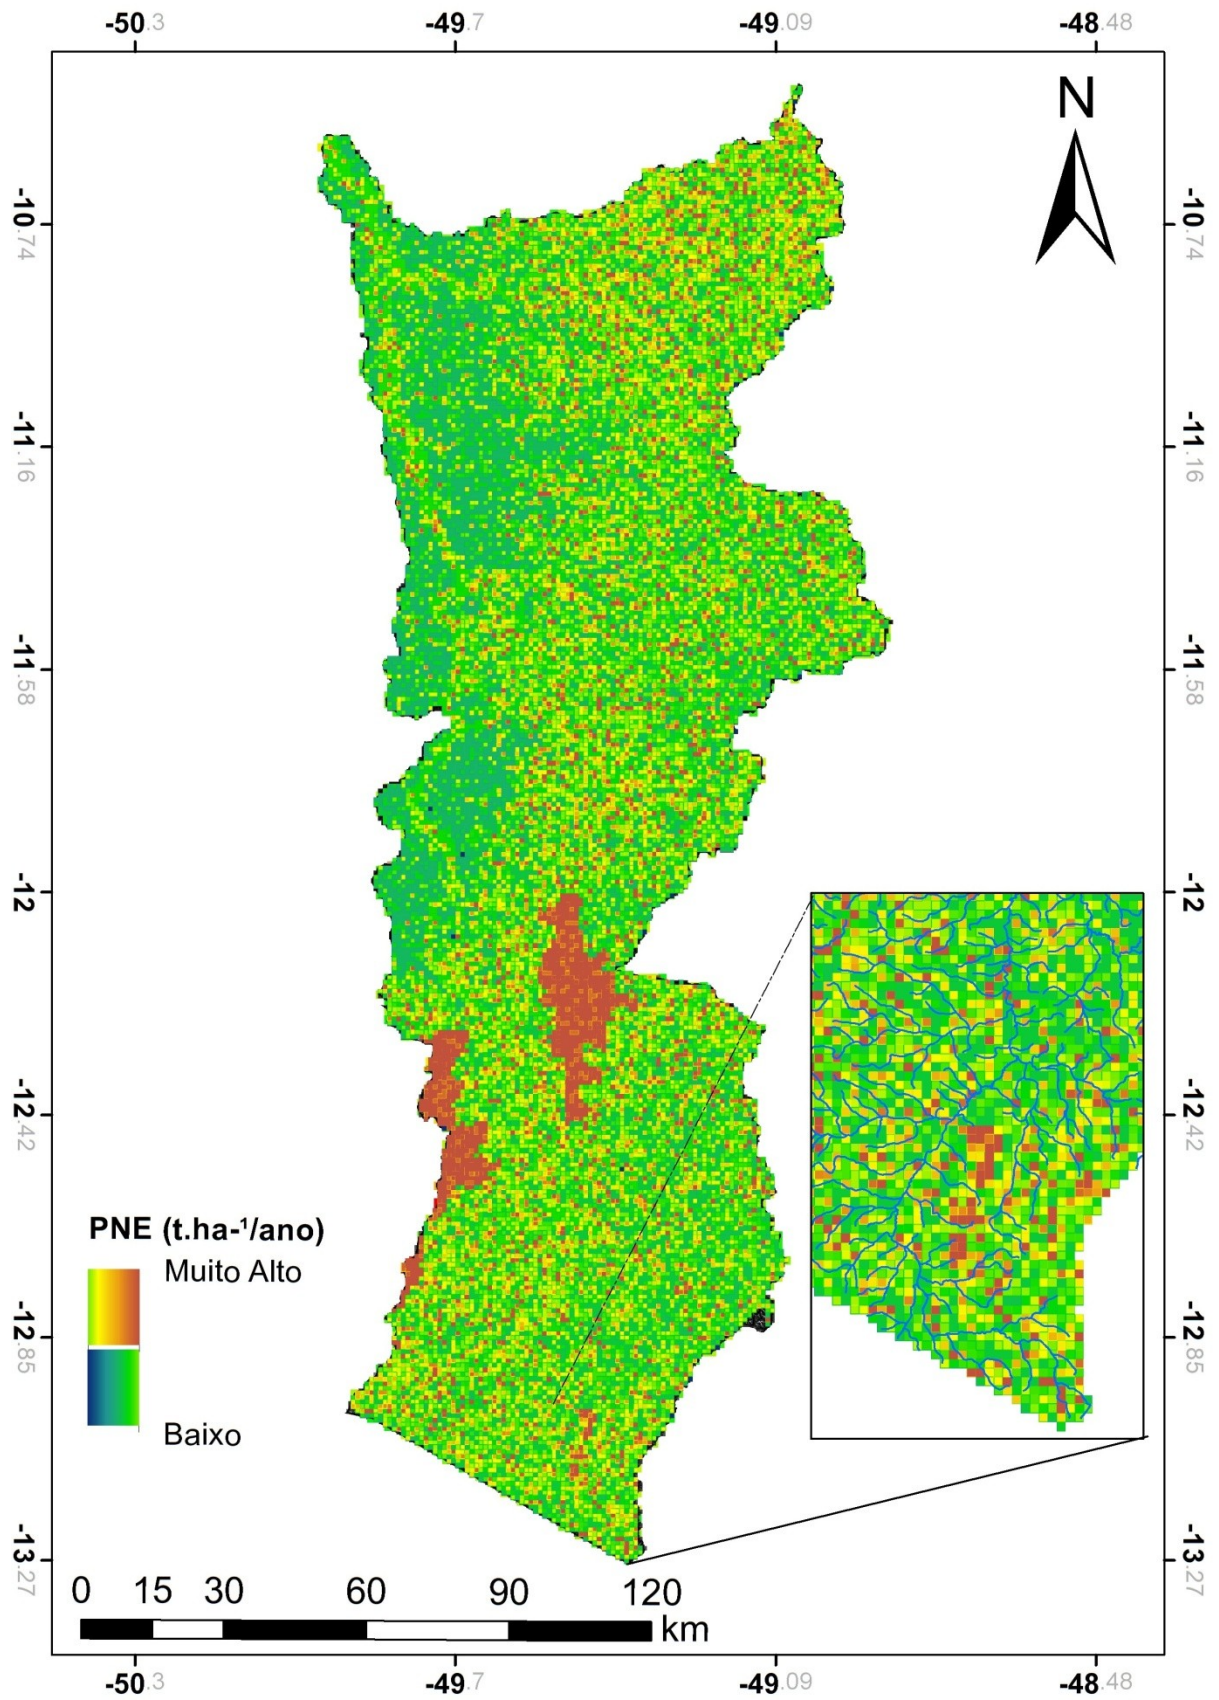 -50.3 -49.7 -49.09 -48.48
N
-10.74 -10.74
-11.16 -11.16
-11.58 -11.58
-12 -12
-12.42 -12.42
-12.85 -12.85
-13.27 -13.27
PNE (t.ha-¹/ano)
Muito Alto
Baixo
0 15 30 60 90 120
km
-50.3 -49.7 -49.09 -48.48